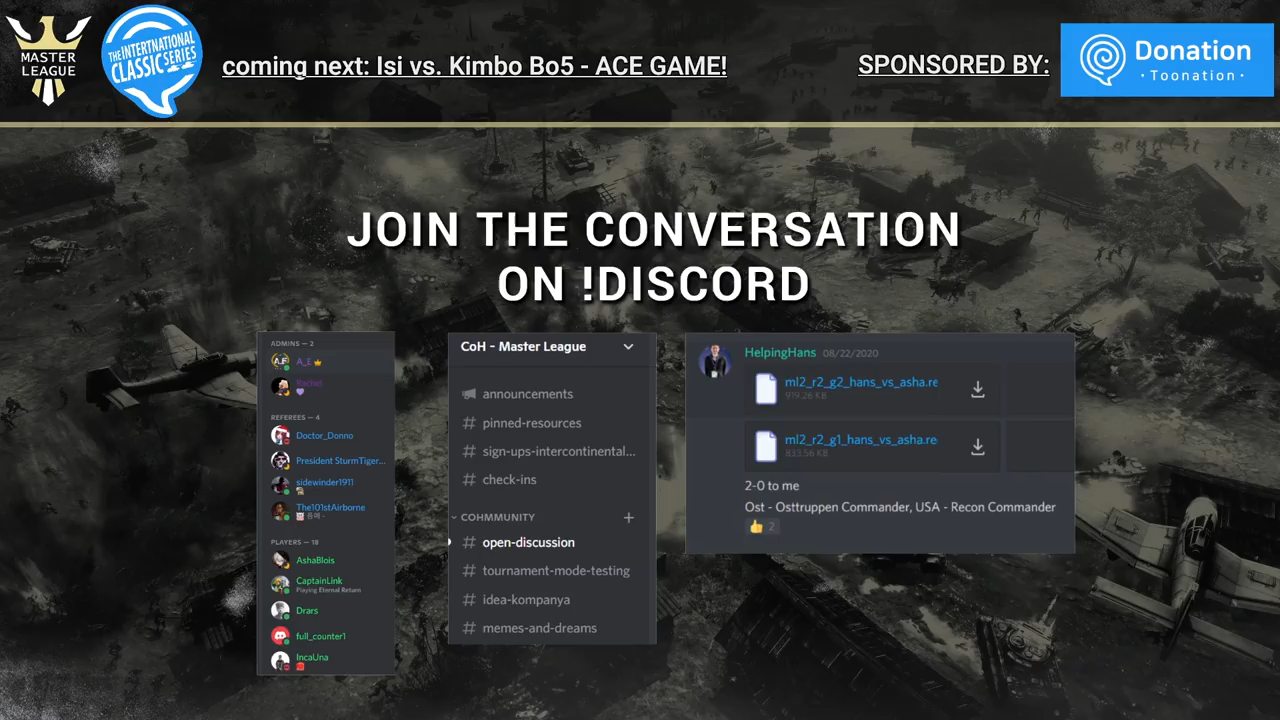 MASTER
LEAGUE
THE INTERNATIONAL
CLASSIC SERIES
coming next: Isi vs. Kimbo Bo5 - ACE GAME!
SPONSORED BY:
Donation
· Toonation ·
JOIN THE CONVERSATION
ON !DISCORD
ADMINS — 2
A_E
Rachel
REFEREES — 4
Doctor_Donno
President SturmTiger...
sidewinder1911
The101stAirborne
PLAYERS — 18
AshaBlois
CaptainLink
Playing Eternal Return
Drars
full_counter1
IncaUna
CoH - Master League
announcements
# pinned-resources
# sign-ups-intercontinental...
# check-ins
COHMMUNITY +
# open-discussion
# tournament-mode-testing
# idea-kompanya
# memes-and-dreams
HelpingHans 08/22/2020
ml2_r2_g2_hans_vs_asha.re
919.26 KB
ml2_r2_g1_hans_vs_asha.re
833.56 KB
2-0 to me
Ost - Osttruppen Commander, USA - Recon Commander
2